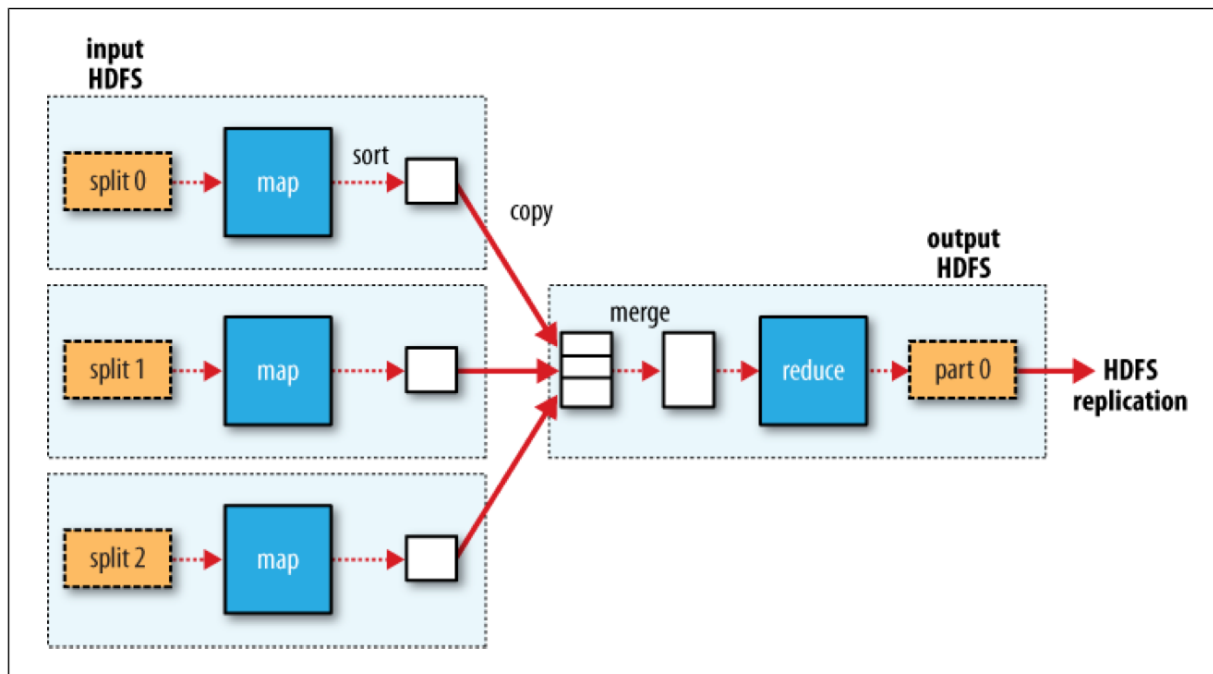 input
HDFS
split 0
map
sort
copy
split 1
map
split 2
map
merge
reduce
output
HDFS
part 0
HDFS
replication